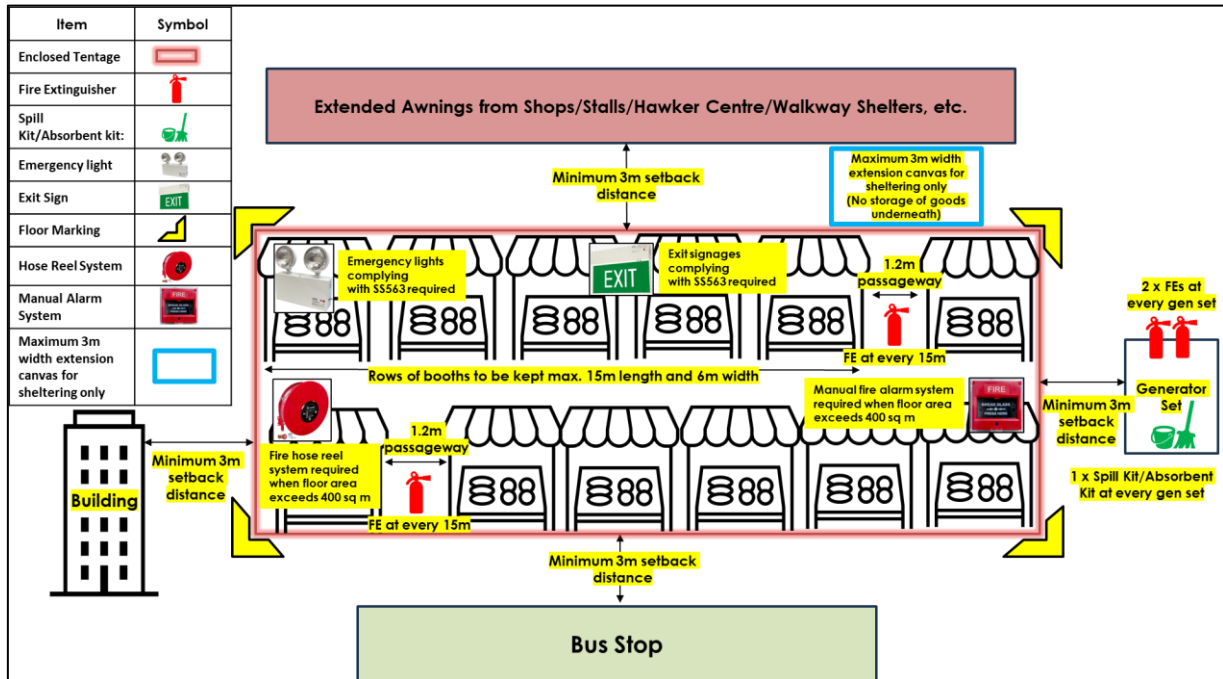 Item Symbol
Enclosed Tentage
Fire Extinguisher
Spill
Kit/Absorbent kit:
Emergency light
Exit Sign
EXIT
Floor Marking
Hose Reel System
Manual Alarm
System
FIRE
Maximum 3m
width extension
canvas for
sheltering only
Extended Awnings from Shops/Stalls/Hawker Centre/Walkway Shelters, etc.
Minimum 3m setback
distance
Maximum 3m width
extension canvas for
sheltering only
(No storage of goods
underneath)
Emergency lights
complying
with SS563 required
EXIT
Exit signages
complying
with SS563 required
1.2m
passageway
FE at every 15m
Rows of booths to be kept max. 15m length and 6m width
2 x FEs at
every gen set
Generator
Set
Minimum 3m
setback
distance
1 x Spill Kit/Absorbent
Kit at every gen set
Manual fire alarm system
required when floor area
exceeds 400 sq m
FIRE
Fire hose reel
system required
when floor area
exceeds 400 sq m
1.2m
passageway
FE at every 15m
Building
Minimum 3m
setback
distance
Minimum 3m setback
distance
Bus Stop